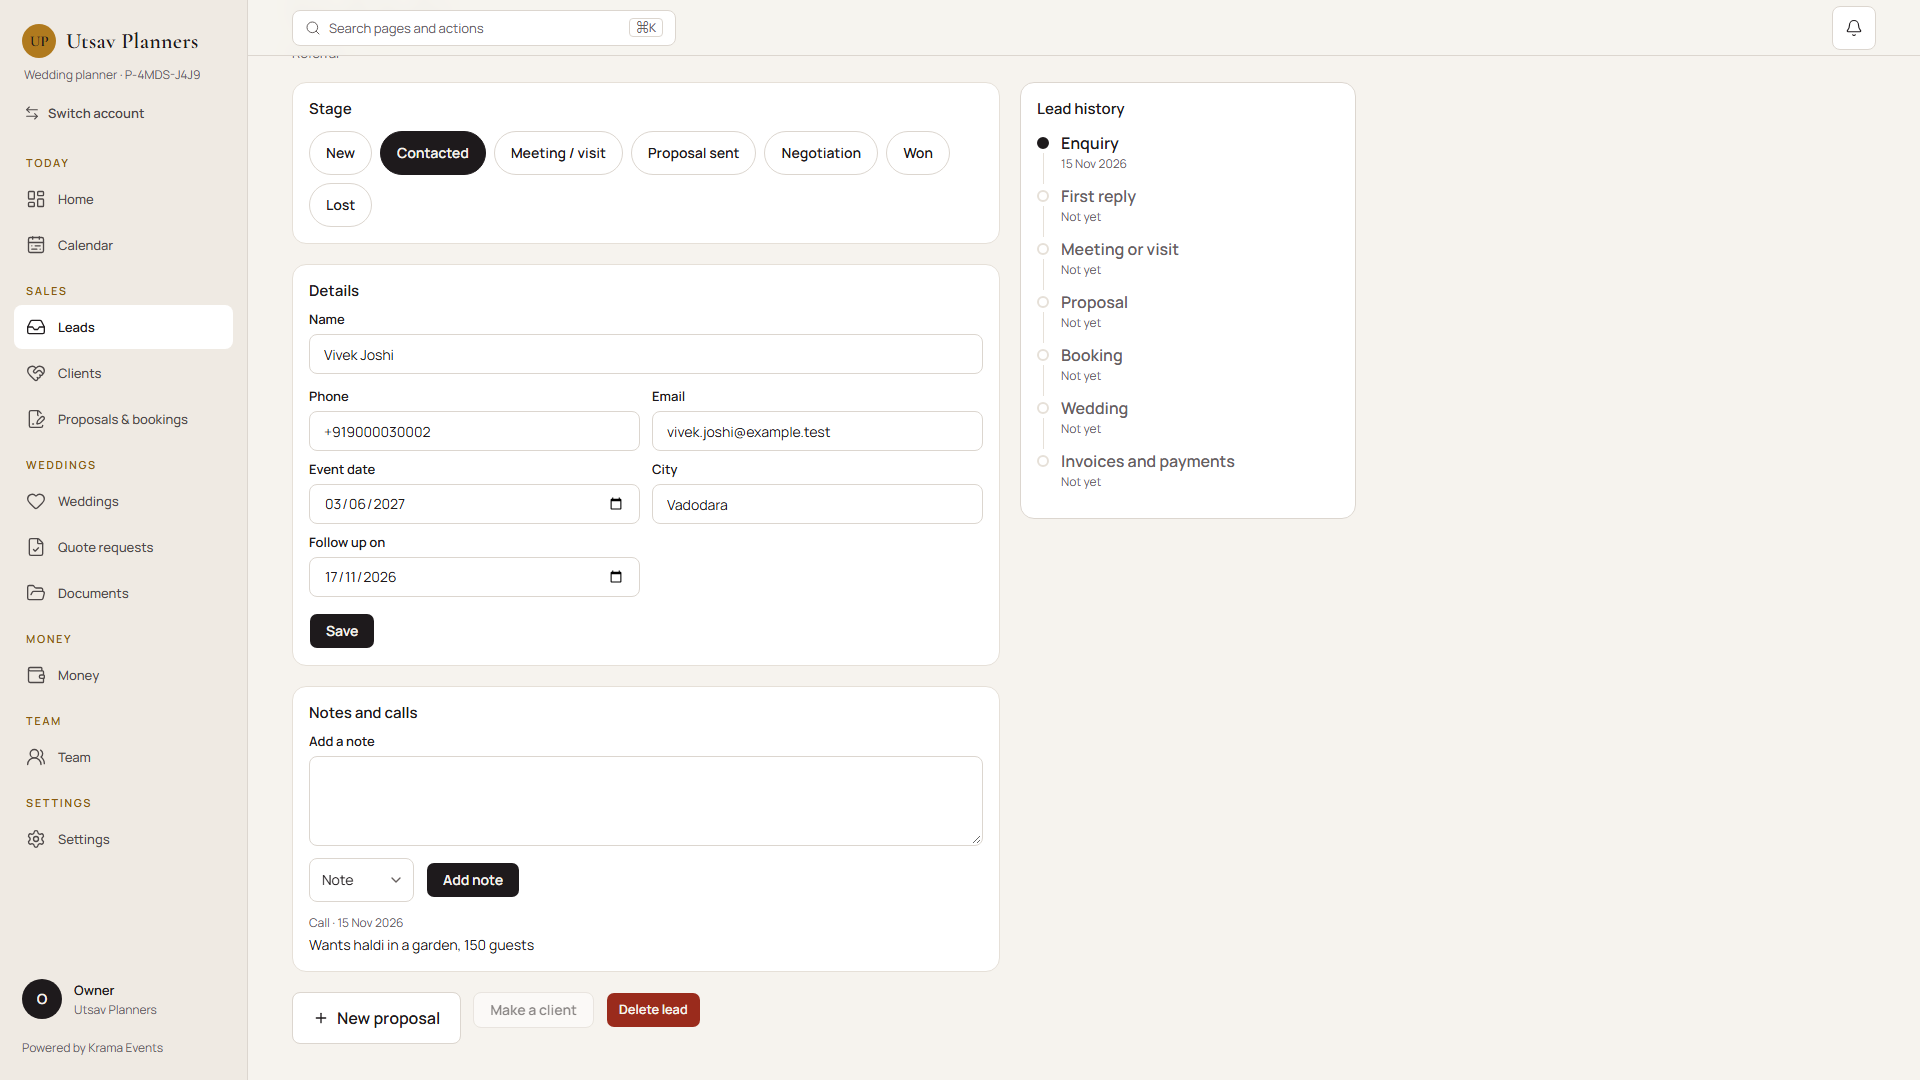 UP Utsav Planners
Wedding planner · P-4MDS-J4J9
Switch account
TODAY
Home
Calendar
SALES
Leads
Clients
Proposals & bookings
WEDDINGS
Weddings
Quote requests
Documents
MONEY
Money
TEAM
Team
SETTINGS
Settings
O
Owner
Utsav Planners
Powered by Krama Events
Search pages and actions ⌘K
Stage
New Contacted Meeting / visit Proposal sent Negotiation Won
Lost
Details
Name
Vivek Joshi
Phone Email
+919000030002 vivek.joshi@example.test
Event date City
03/06/2027 Vadodara
Follow up on
17/11/2026
Save
Notes and calls
Add a note
Note Add note
Call · 15 Nov 2026
Wants haldi in a garden, 150 guests
+ New proposal Make a client Delete lead
Lead history
Enquiry
15 Nov 2026
First reply
Not yet
Meeting or visit
Not yet
Proposal
Not yet
Booking
Not yet
Wedding
Not yet
Invoices and payments
Not yet